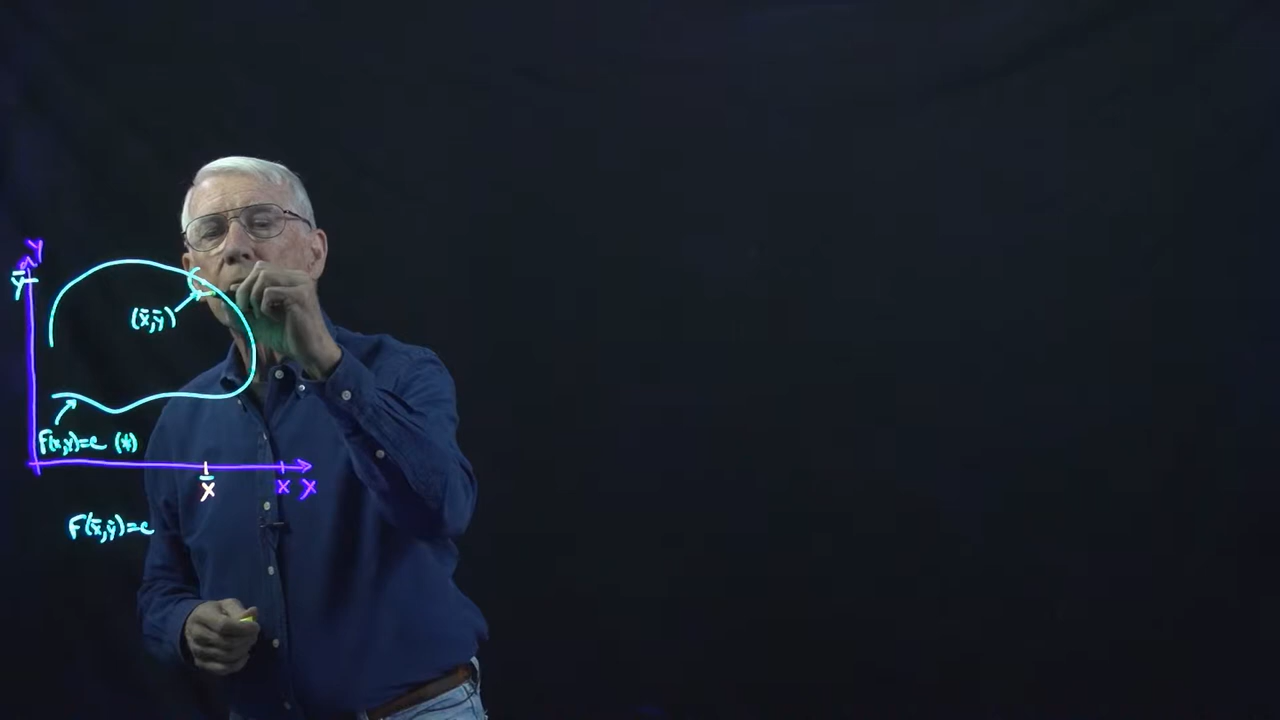 y
ȳ
(x̄,ȳ)
F(x,y)=c (*)
x̄ x x
F(x̄,ȳ)=c